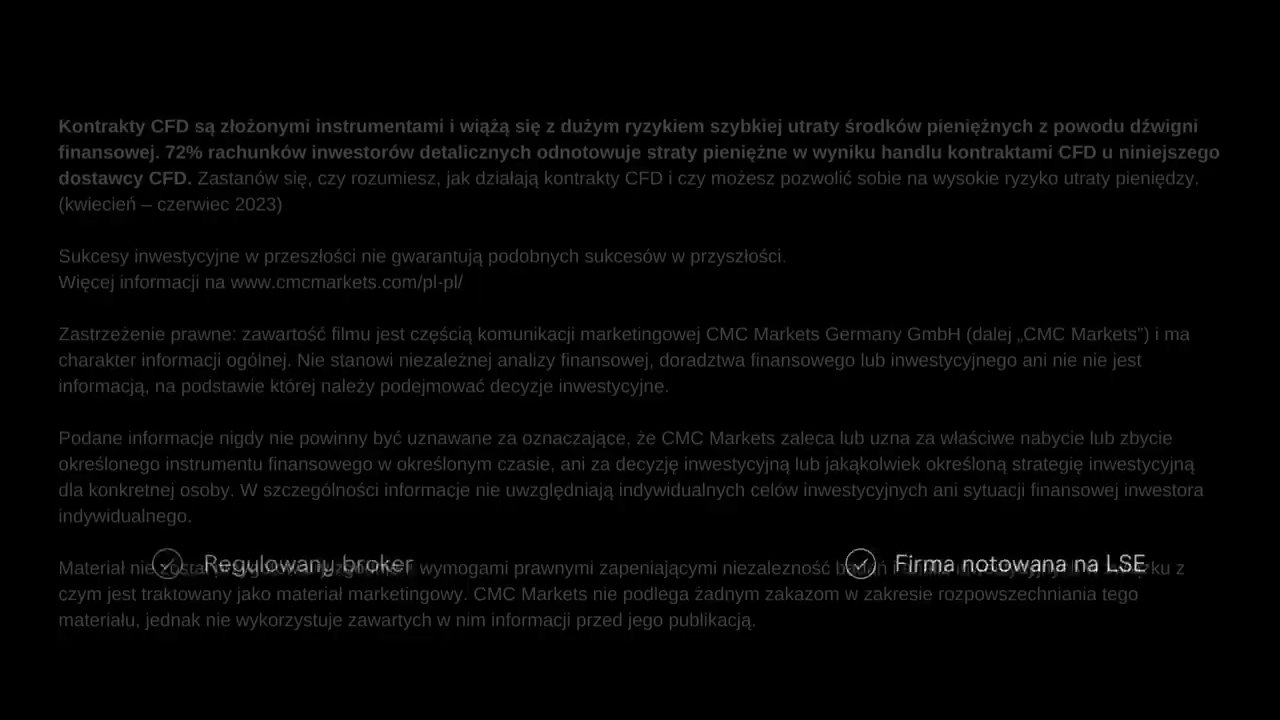 Kontrakty CFD są złożonymi instrumentami i wiążą się z dużym ryzykiem szybkiej utraty środków pieniężnych z powodu dźwigni
finansowej. 72% rachunków inwestorów detalicznych odnotowuje straty pieniężne w wyniku handlu kontraktami CFD u niniejszego
dostawcy CFD. Zastanów się, czy rozumiesz, jak działają kontrakty CFD i czy możesz pozwolić sobie na wysokie ryzyko utraty pieniędzy.
(kwiecień – czerwiec 2023)
Sukcesy inwestycyjne w przeszłości nie gwarantują podobnych sukcesów w przyszłości.
Więcej informacji na www.cmcmarkets.com/pl-pl/
Zastrzeżenie prawne: zawartość filmu jest częścią komunikacji marketingowej CMC Markets Germany GmbH (dalej „CMC Markets”) i ma
charakter informacji ogólnej. Nie stanowi niezależnej analizy finansowej, doradztwa finansowego lub inwestycyjnego ani nie nie jest
informacją, na podstawie której należy podejmować decyzje inwestycyjne.
Podane informacje nigdy nie powinny być uznawane za oznaczające, że CMC Markets zaleca lub uzna za właściwe nabycie lub zbycie
określonego instrumentu finansowego w określonym czasie, ani za decyzję inwestycyjną lub jakąkolwiek określoną strategię inwestycyjną
dla konkretnej osoby. W szczególności informacje nie uwzględniają indywidualnych celów inwestycyjnych ani sytuacji finansowej inwestora
indywidualnego.
Regulowany broker
Firma notowana na LSE
Materiał nie wymogami prawnymi zapeniającymi niezależność z
czym jest traktowany jako materiał marketingowy. CMC Markets nie podlega żadnym zakazom w zakresie rozpowszechniania tego
materiału, jednak nie wykorzystuje zawartych w nim informacji przed jego publikacją.